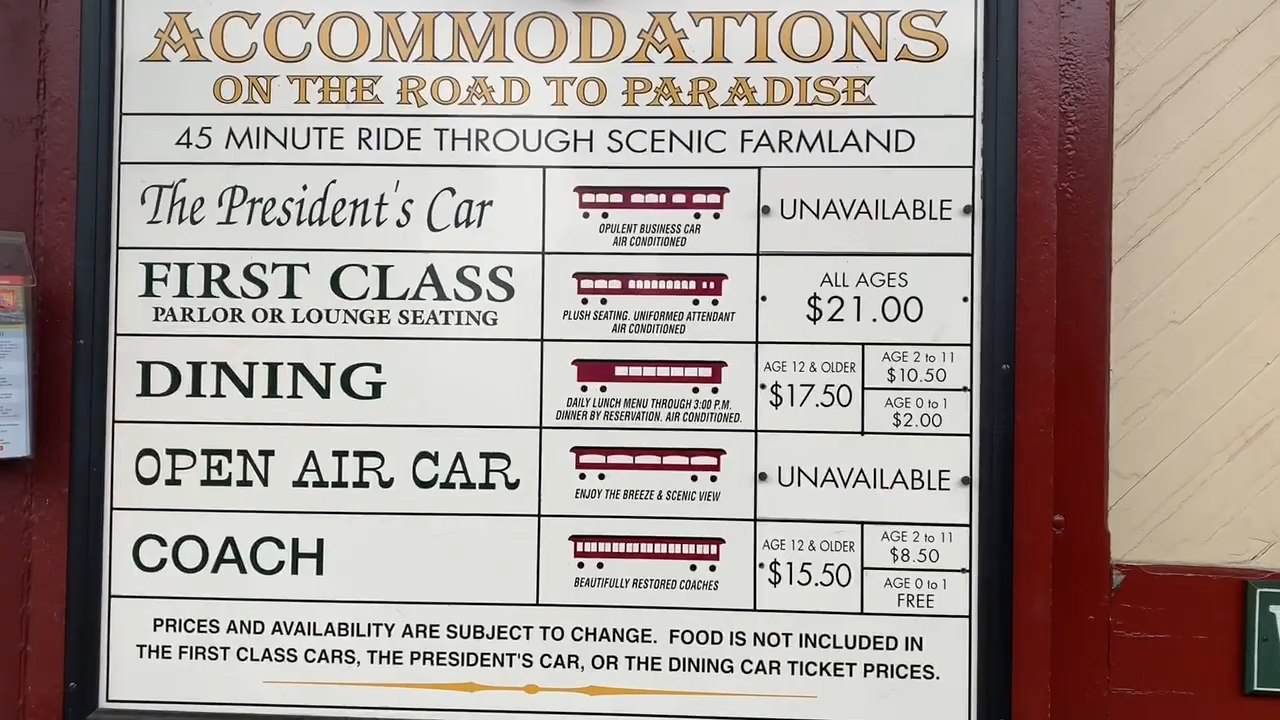 ACCOMMODATIONS
ON THE ROAD TO PARADISE
45 MINUTE RIDE THROUGH SCENIC FARMLAND
The President's Car
OPULENT BUSINESS CAR
AIR CONDITIONED
UNAVAILABLE
FIRST CLASS
PARLOR OR LOUNGE SEATING
PLUSH SEATING. UNIFORMED ATTENDANT
AIR CONDITIONED
ALL AGES
$21.00
DINING
DAILY LUNCH MENU THROUGH 3:00 P.M.
DINNER BY RESERVATION. AIR CONDITIONED.
AGE 12 & OLDER
$17.50
AGE 2 to 11
$10.50
AGE 0 to 1
$2.00
OPEN AIR CAR
ENJOY THE BREEZE & SCENIC VIEW
UNAVAILABLE
COACH
BEAUTIFULLY RESTORED COACHES
AGE 12 & OLDER
$15.50
AGE 2 to 11
$8.50
AGE 0 to 1
FREE
PRICES AND AVAILABILITY ARE SUBJECT TO CHANGE. FOOD IS NOT INCLUDED IN
THE FIRST CLASS CARS, THE PRESIDENT'S CAR, OR THE DINING CAR TICKET PRICES.